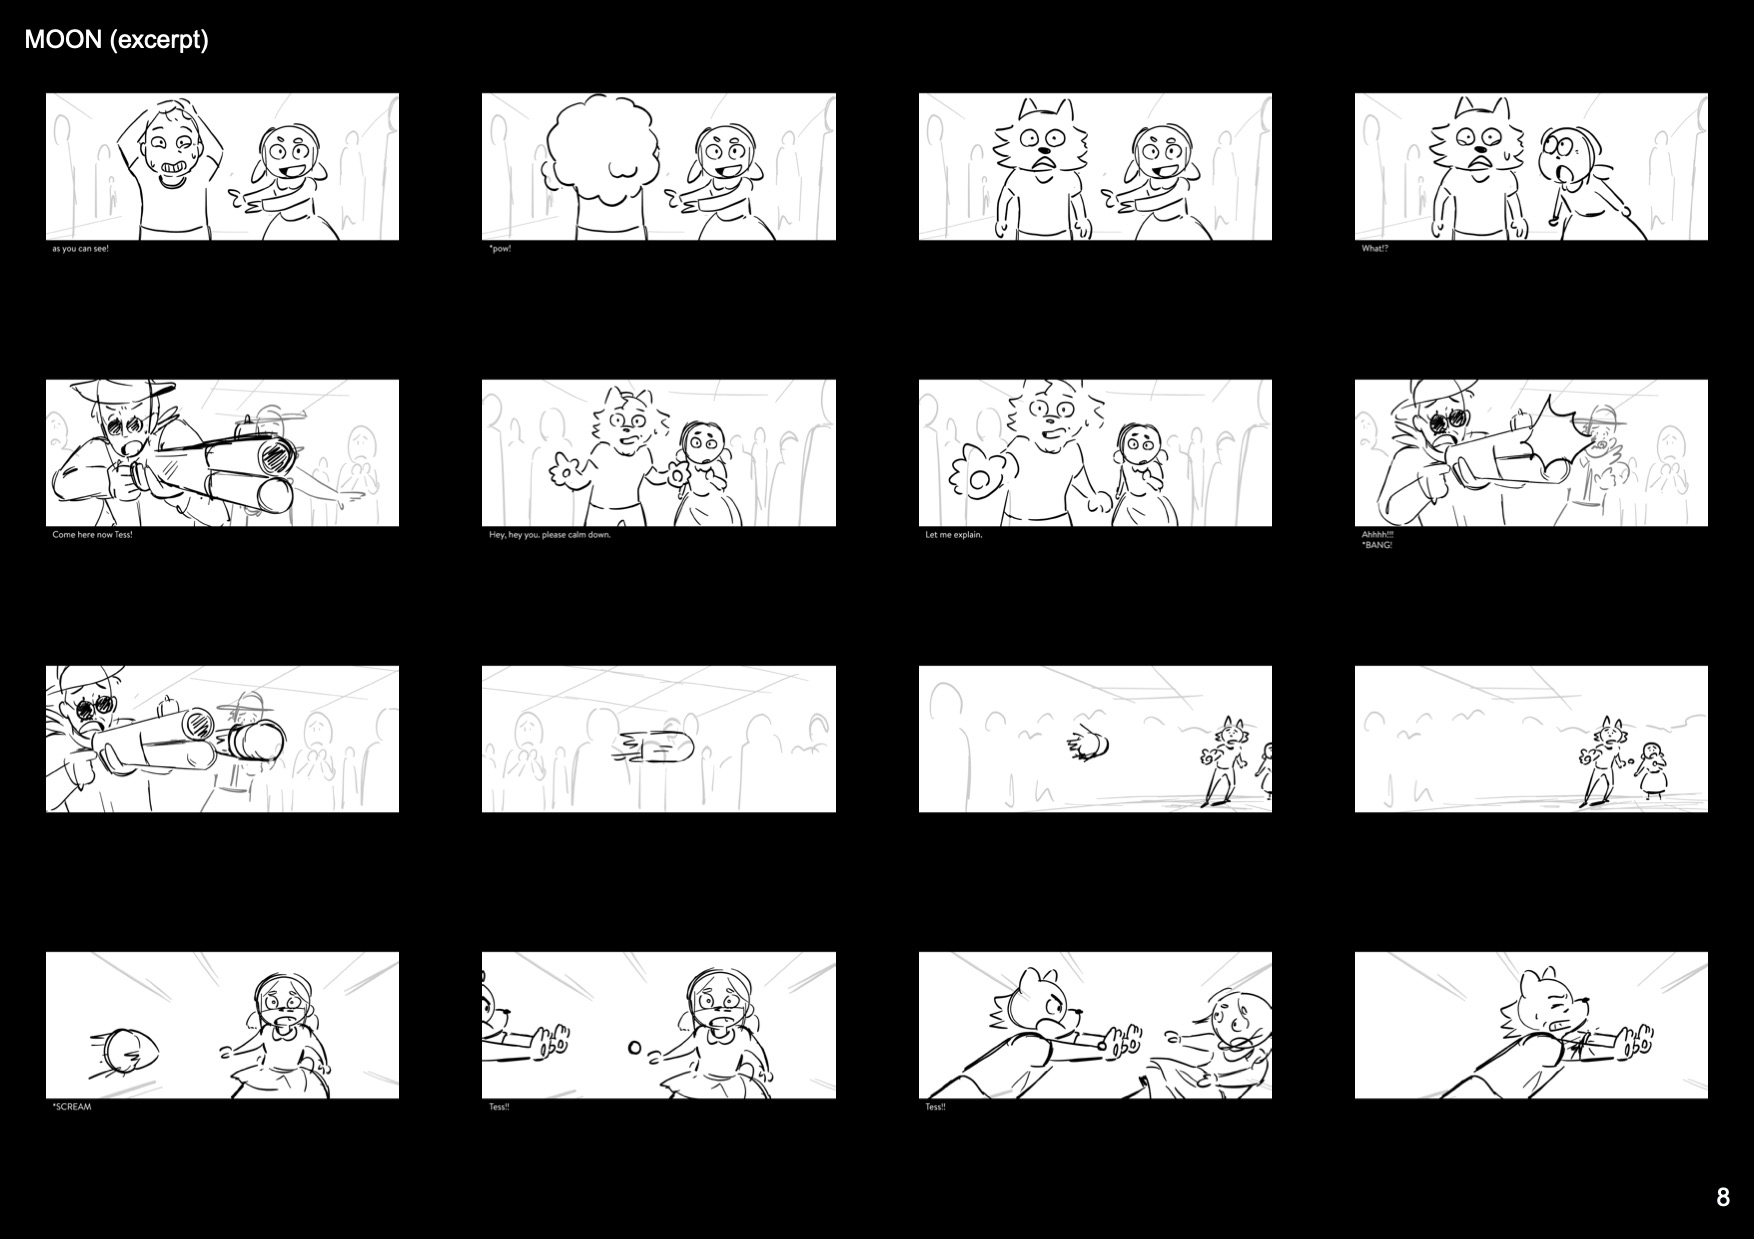 MOON (excerpt)
as you can see!
*pow!
What!?
Come here now Tess!
Hey, hey you. please calm down.
Let me explain.
Ahhhh!!!
*BANG!
*SCREAM
Tess!!
Tess!!
8